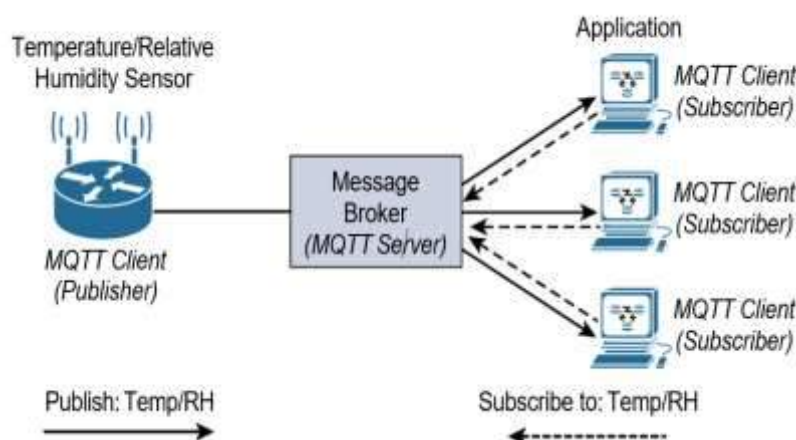 Temperature/Relative
Humidity Sensor
MQTT Client
(Publisher)
Message
Broker
(MQTT Server)
Application
MQTT Client
(Subscriber)
MQTT Client
(Subscriber)
MQTT Client
(Subscriber)
Publish: Temp/RH
Subscribe to: Temp/RH